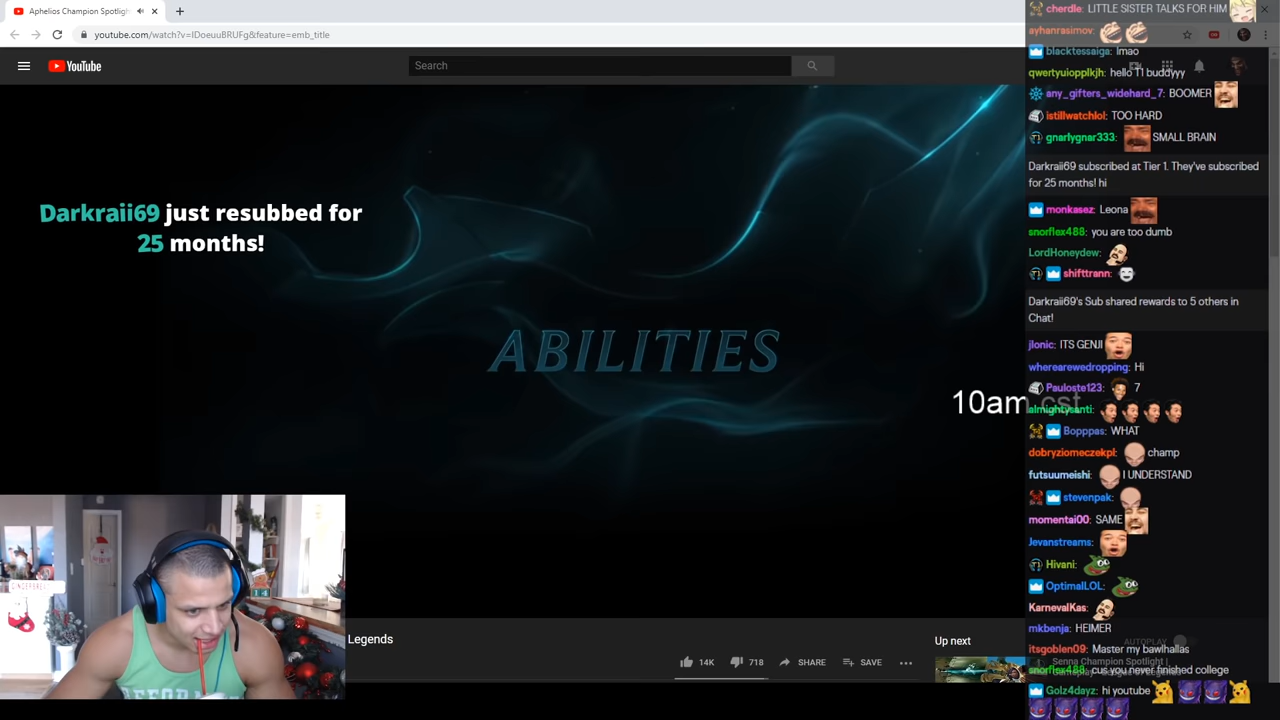 Aphelios Champion Spotligh
youtube.com/watch?v=IDoeuuBRUFg&feature=emb_title
YouTube
Search
Darkraii69 just resubbed for
25 months!
ABILITIES
10am cst
Legends
14K
718
SHARE
SAVE
Up next
AUTOPLAY
Senna Champion Spotlight |
cherdle: LITTLE SISTER TALKS FOR HIM
ayhanrasimov:
blacktessaiga: lmao
qwertyuiopplkjh: hello T1 buddyyy
any_gifters_widehard_7: BOOMER
istillwatchlol: TOO HARD
gnarlygnar333: SMALL BRAIN
Darkraii69 subscribed at Tier 1. They've subscribed
for 25 months! hi
monkasez: Leona
snorflex488: you are too dumb
LordHoneydew:
shifttrann:
Darkraii69's Sub shared rewards to 5 others in
Chat!
jlonic: ITS GENJI
wherearewedropping: Hi
Pauloste123: 7
almightysanti:
Bopppas: WHAT
dobryziomeczekpl: champ
futsuumeishi: I UNDERSTAND
stevenpak:
momentai00: SAME
Jevanstreams:
Hivani:
OptimalLOL:
KarnevalKas:
mkbenja: HEIMER
itsgoblen09: Master my bawlhallas
snorflex488: cus you never finished college
Golz4dayz: hi youtube